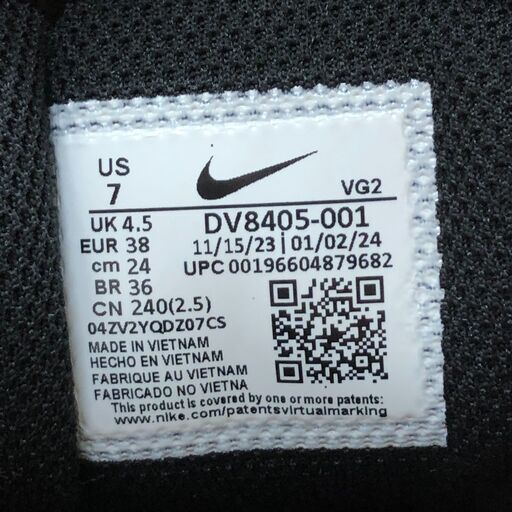 US
7
VG2
UK 4.5
DV8405-001
EUR 38
11/15/23 | 01/02/24
cm 24
UPC 00196604879682
BR 36
CN 240(2.5)
04ZV2YQDZ07CS
MADE IN VIETNAM
HECHO EN VIETNAM
FABRIQUE AU VIETNAM
FABRICADO NO VIETNA
This product is covered by one or more patents:
www.nike.com/patentsvirtualmarking